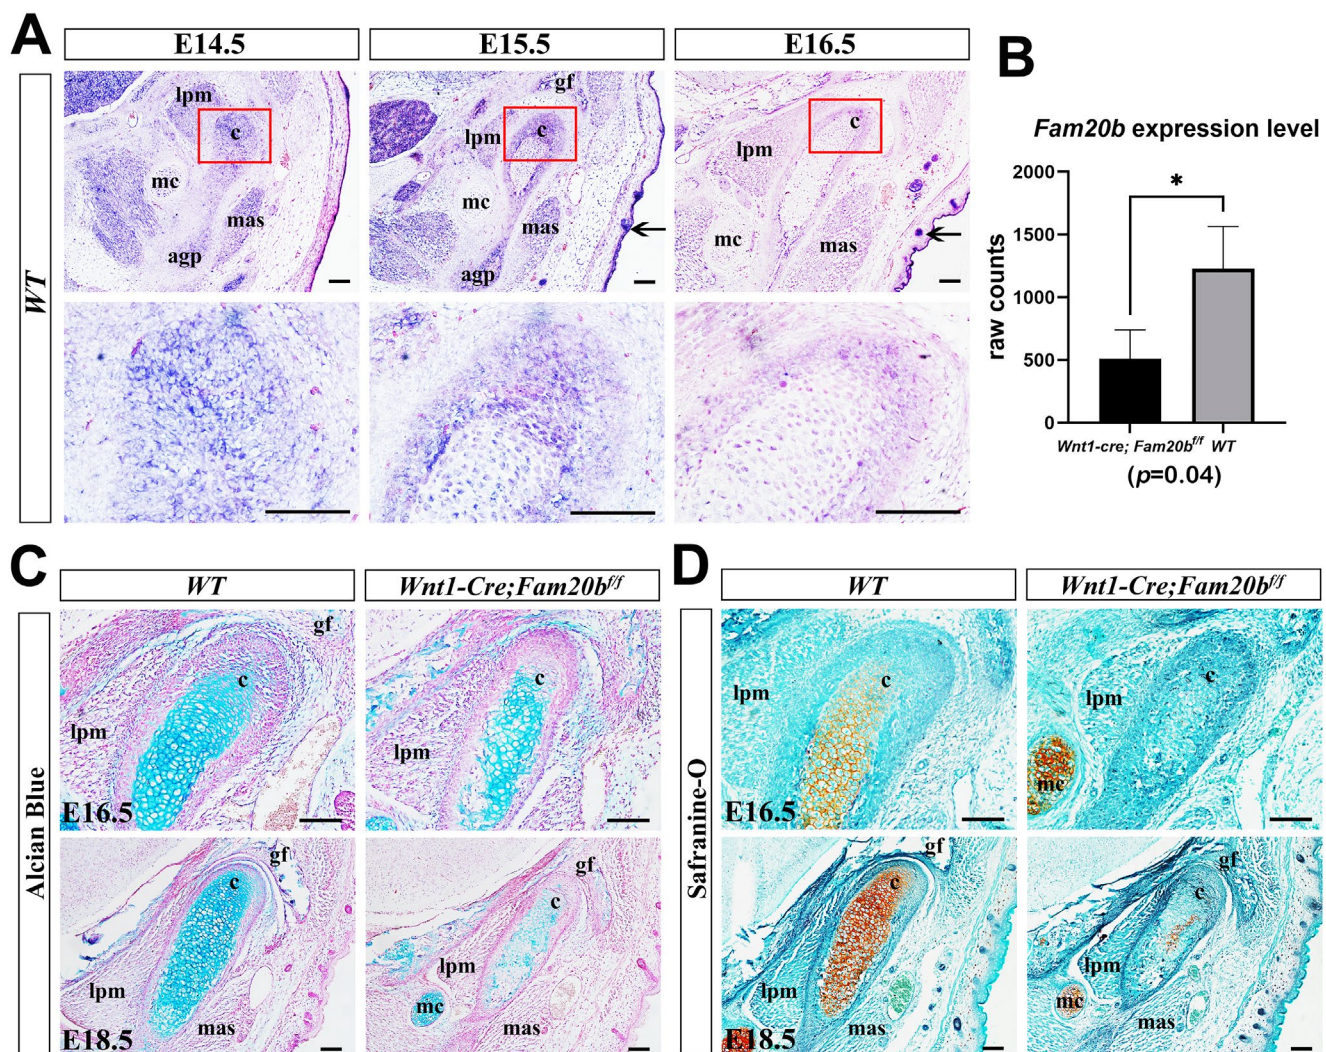 A
E14.5
E15.5
E16.5
WT
lpm
c
mc
mas
agp
gf
lpm
c
mc
mas
agp
c
lpm
mc
mas
B
Fam20b expression level
raw counts
2000
1500
1000
500
0
*
Wnt1-cre; Fam20b^f/f WT
(p=0.04)
C
WT
Wnt1-Cre;Fam20b^f/f
Alcian Blue
gf
c
lpm
E16.5
c
lpm
gf
c
lpm
mas
E18.5
gf
c
lpm
mc
mas
D
WT
Wnt1-Cre;Fam20b^f/f
Safranine-O
lpm
c
E16.5
c
lpm
mc
gf
c
lpm
mas
E18.5
gf
c
lpm
mc
mas